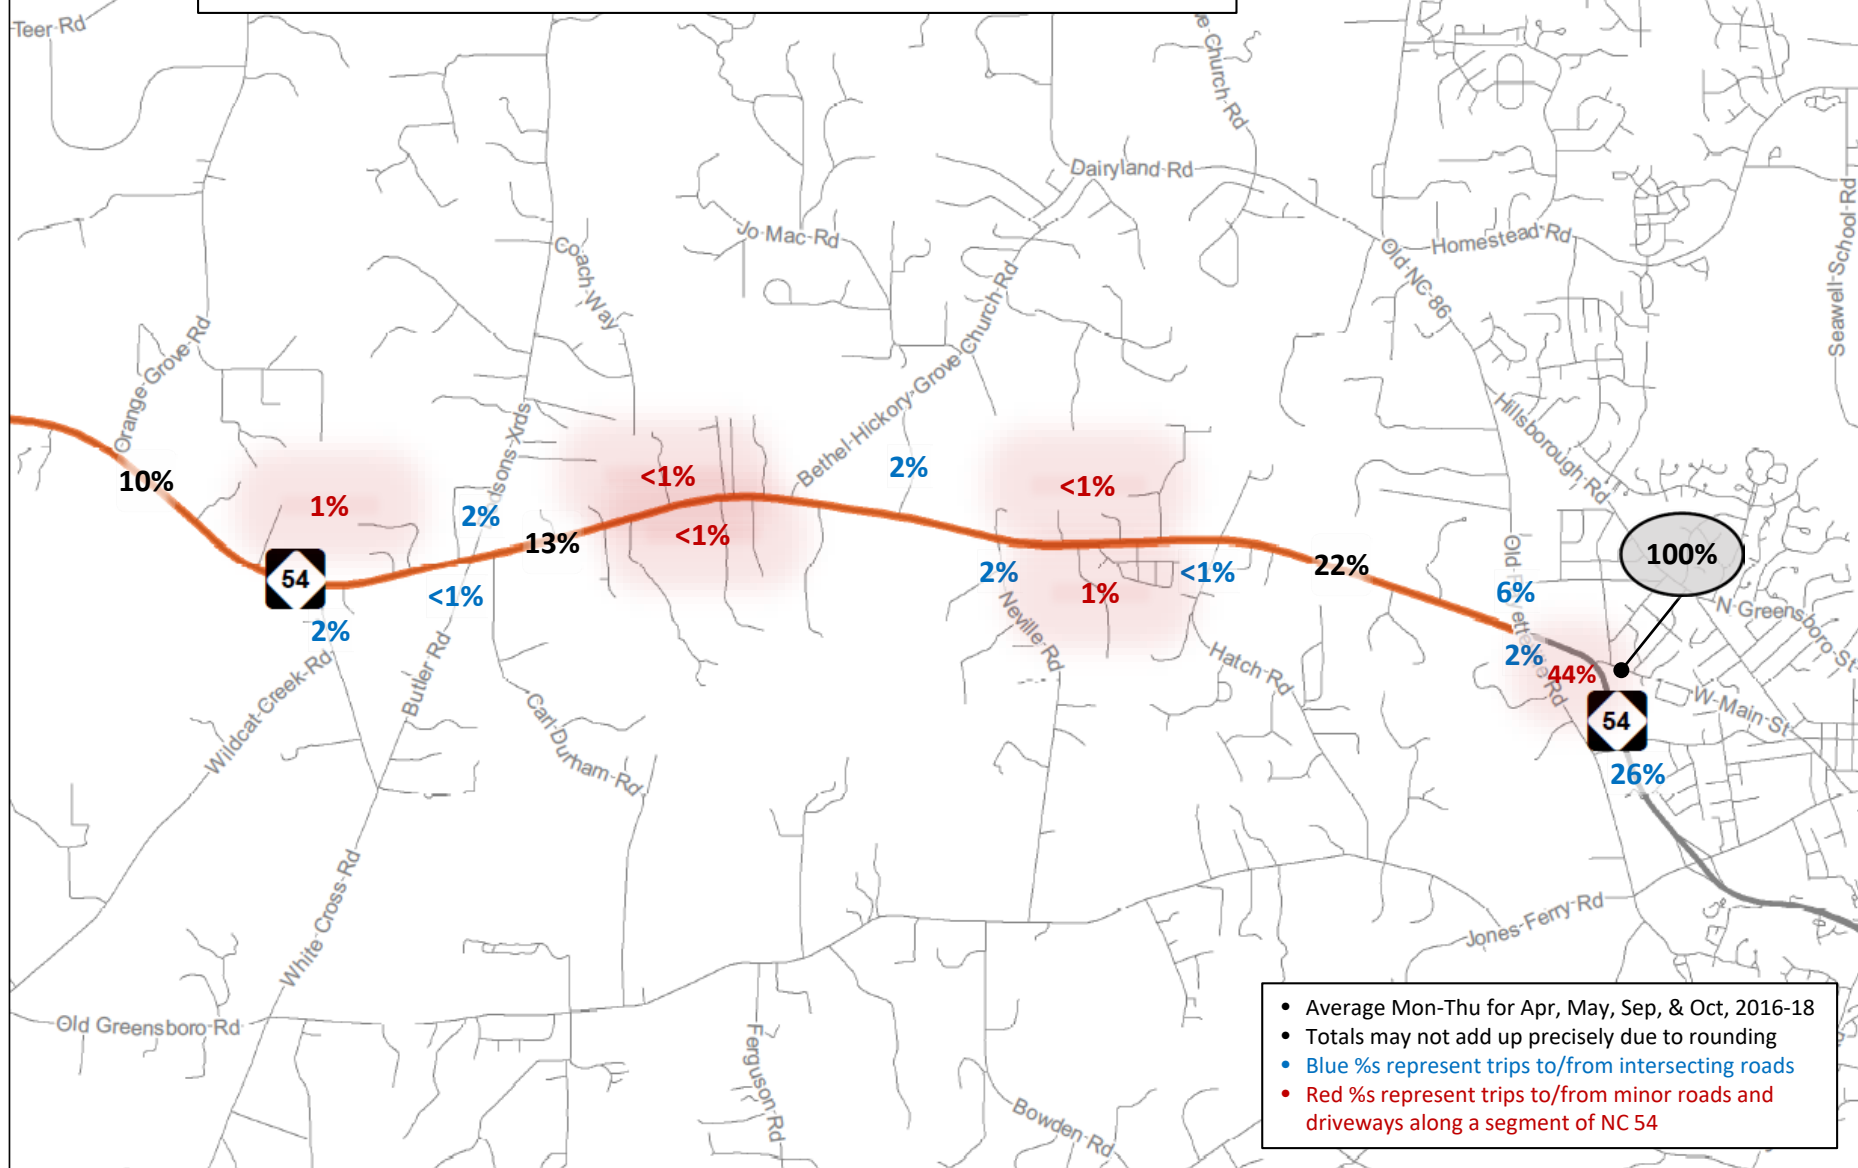 Teer Rd
Church Rd
Dairyland Rd
Jo Mac Rd
Coach Way
Homestead Rd
Old NC 86
Seawell School Rd
Orange Grove Rd
Bethel Hickory Grove Church Rd
Hillsborough Rd
10%
1%
2%
13%
<1%
<1%
2%
<1%
100%
54
<1%
2%
2%
1%
<1%
22%
6%
2%
44%
54
26%
N Greensboro St
W Main St
Wildcat Creek Rd
Butler Rd
Carl Durham Rd
Neville Rd
Hatch Rd
White Cross Rd
Jones Ferry Rd
Old Greensboro Rd
Ferguson Rd
Bowden Rd
• Average Mon-Thu for Apr, May, Sep, & Oct, 2016-18
• Totals may not add up precisely due to rounding
• Blue %s represent trips to/from intersecting roads
• Red %s represent trips to/from minor roads and
driveways along a segment of NC 54